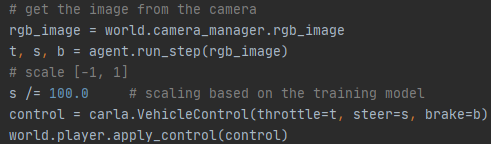 # get the image from the camera
rgb_image = world.camera_manager.rgb_image
t, s, b = agent.run_step(rgb_image)
# scale [-1, 1]
s /= 100.0    # scaling based on the training model
control = carla.VehicleControl(throttle=t, steer=s, brake=b)
world.player.apply_control(control)